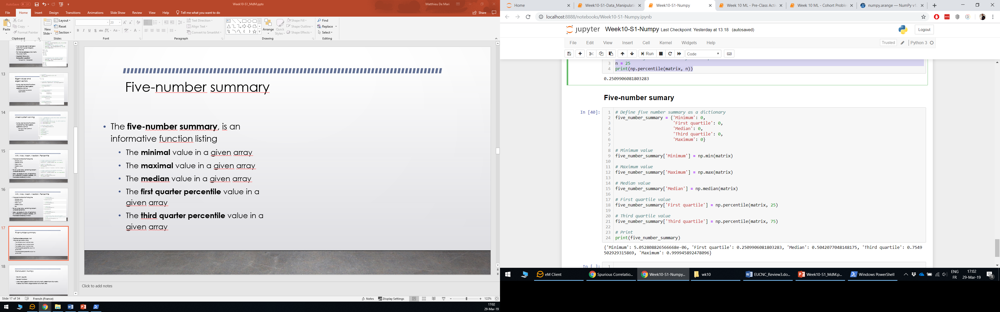 AutoSave Off
Week10-S1_MdM.pptx
Matthieu De Mari
File Home Insert Design Transitions Animations Slide Show Review View Help Tell me what you want to do Share
Paste
Cut
Copy
Format Painter
Clipboard
New Slide
Layout
Reset
Section
Slides
20
Font
Text Direction
Align Text
Convert to SmartArt
Paragraph
Arrange
Quick Styles
Shape Fill
Shape Outline
Shape Effects
Drawing
Find
Replace
Select
Editing
13
Eigenvalues and eigenvectors
14
Linear system solving
15
Min, Max, Mean, Median, Percentile
16
Min, Max, Mean, Median, Percentile
17
Five-number summary
18
Conclusion: Numpy
Five-number summary
• The five-number summary, is an
informative function listing
• The minimal value in a given array
• The maximal value in a given array
• The median value in a given array
• The first quarter percentile value in a
given array
• The third quarter percentile value in a
given array
Click to add notes
Slide 17 of 34 French (France) Notes Display Settings 122%
17:02
29-Mar-19
Home
Week10-S1-Data_Manipulati
Week10-S1-Numpy
Week 10 ML - Pre-Class Activ
Week 10 ML - Cohort Proble
numpy.arange — NumPy v1.
localhost:8888/notebooks/Week10-S1-Numpy.ipynb
jupyter Week10-S1-Numpy Last Checkpoint: Yesterday at 13:18 (autosaved)
Logout
File Edit View Insert Cell Kernel Widgets Help
Trusted Python 3
Run Code
3 n = 25
4 print(np.percentile(matrix, n))
0.2509906081803283
Five-number sumary
In [40]:
1 # Define five number summary as a dictionary
2 five_number_summary = {'Minimum': 0,
3 'First quartile': 0,
4 'Median': 0,
5 'Third quartile': 0,
6 'Maximum': 0}
7
8 # Minimum value
9 five_number_summary['Minimum'] = np.min(matrix)
10
11 # Maximum value
12 five_number_summary['Maximum'] = np.max(matrix)
13
14 # Median value
15 five_number_summary['Median'] = np.median(matrix)
16
17 # First quartile value
18 five_number_summary['First quartile'] = np.percentile(matrix, 25)
19
20 # Third quartile value
21 five_number_summary['Third quartile'] = np.percentile(matrix, 75)
22
23 # Print
24 print(five_number_summary)
{'Minimum': 5.052808826566668e-06, 'First quartile': 0.2509906081803283, 'Median': 0.5042077048148175, 'Third quartile': 0.7549
502929315869, 'Maximum': 0.999945892478096}
In [ ]: 1
eM Client
Spurious Correlatio...
Week10-S1-Numpy...
wk10
EUCNC_Review3.do...
Week10-S1_MdM.p...
Windows PowerShell
ENG
FR
17:02
29-Mar-19
11